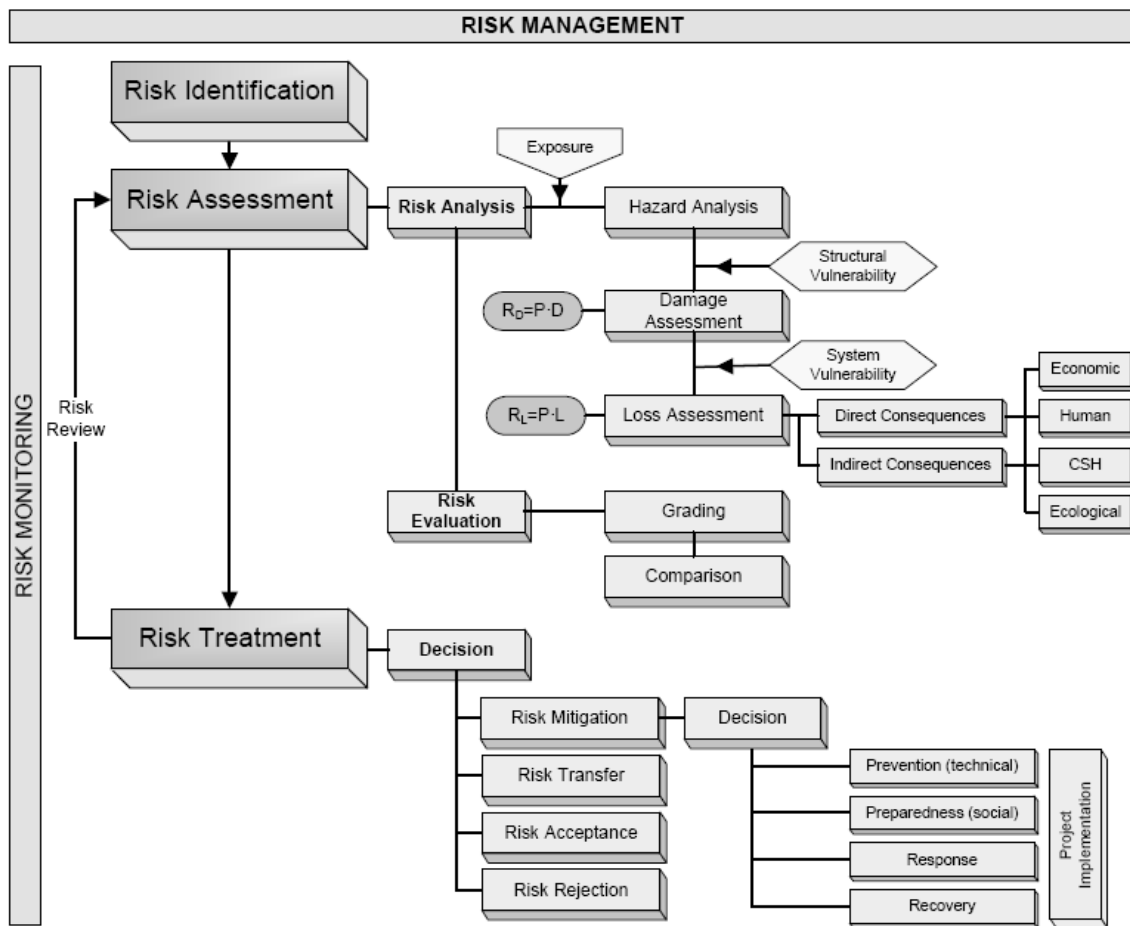 RISK MANAGEMENT
RISK MONITORING
Risk Identification
Risk Assessment
Risk Analysis
Exposure
Hazard Analysis
Structural
Vulnerability
R_D=P·D
Damage
Assessment
System
Vulnerability
R_L=P·L
Loss Assessment
Direct Consequences
Indirect Consequences
Economic
Human
CSH
Ecological
Risk
Review
Risk
Evaluation
Grading
Comparison
Risk Treatment
Decision
Risk Mitigation
Decision
Risk Transfer
Risk Acceptance
Risk Rejection
Prevention (technical)
Preparedness (social)
Response
Recovery
Project
Implementation